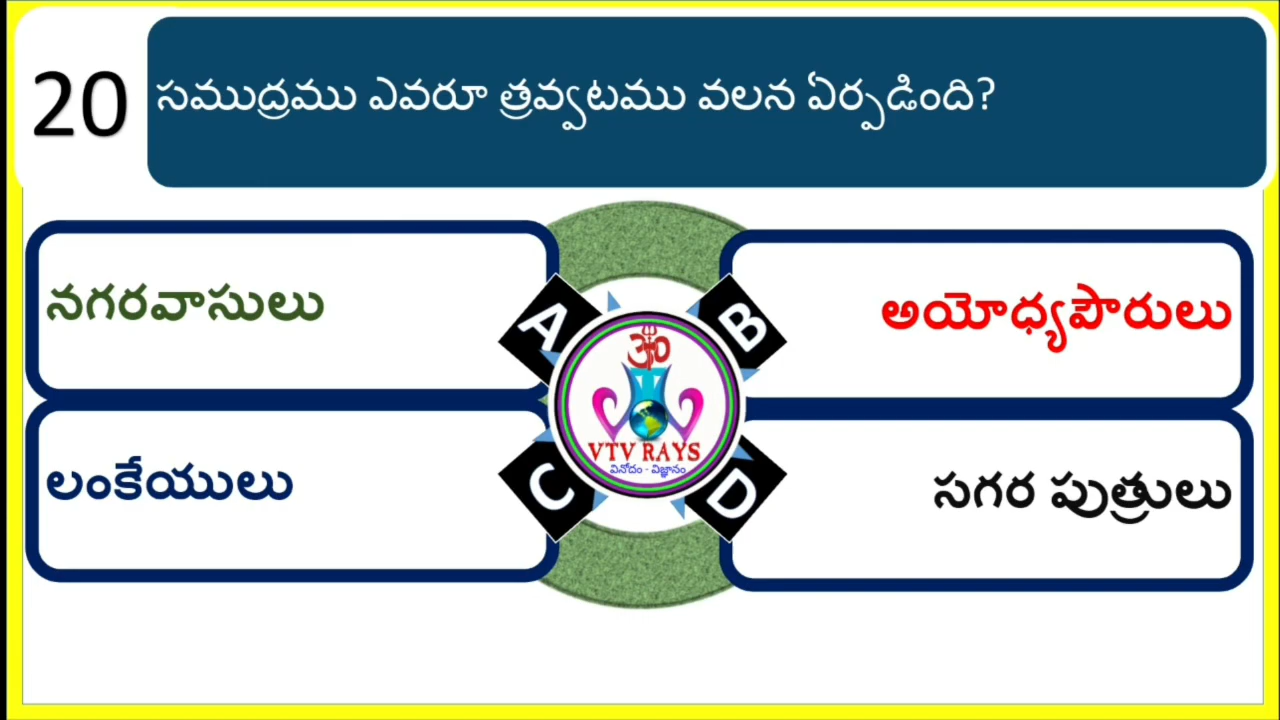 20
సముద్రము ఎవరూ త్రవ్వటము వలన ఏర్పడింది?
నగరవాసులు
A
B
అయోధ్యపౌరులు
ఓం
VTV RAYS
వినోదం - విజ్ఞానం
లంకేయులు
C
D
సగర పుత్రులు